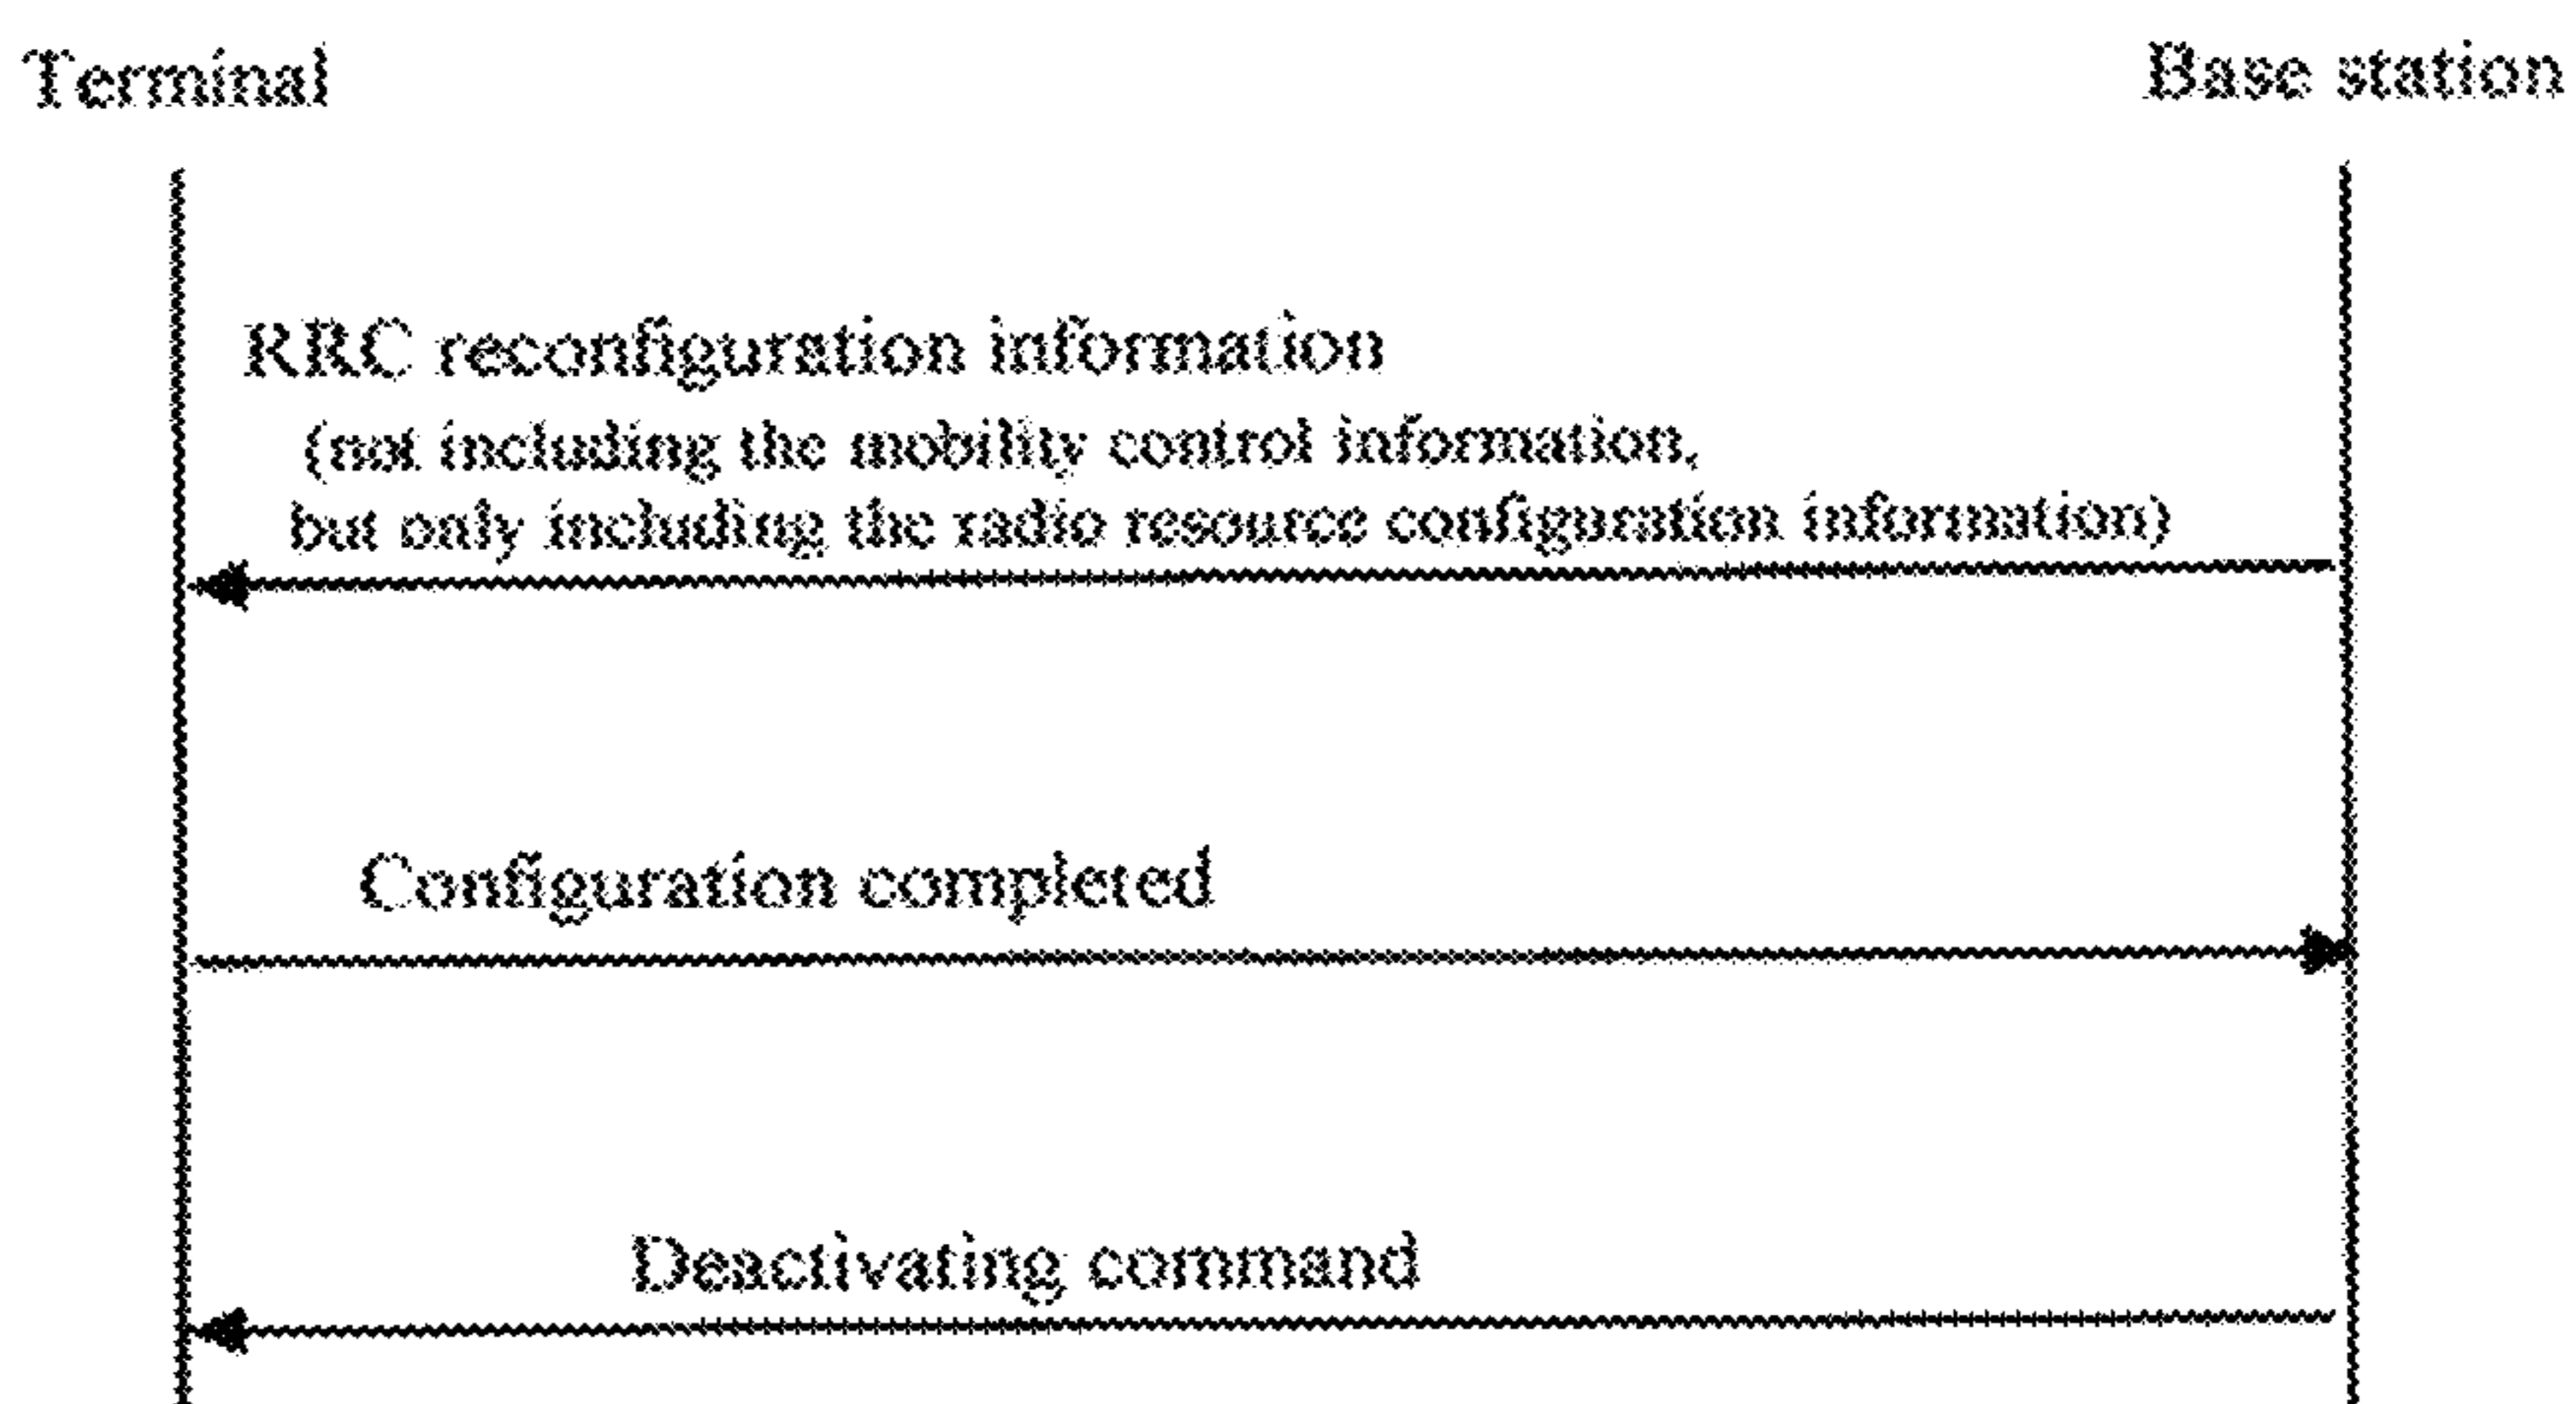 Terminal
Base station
RRC reconfiguration information
(not including the mobility control information,
but only including the radio resource configuration information)
Configuration completed
Deactivating command